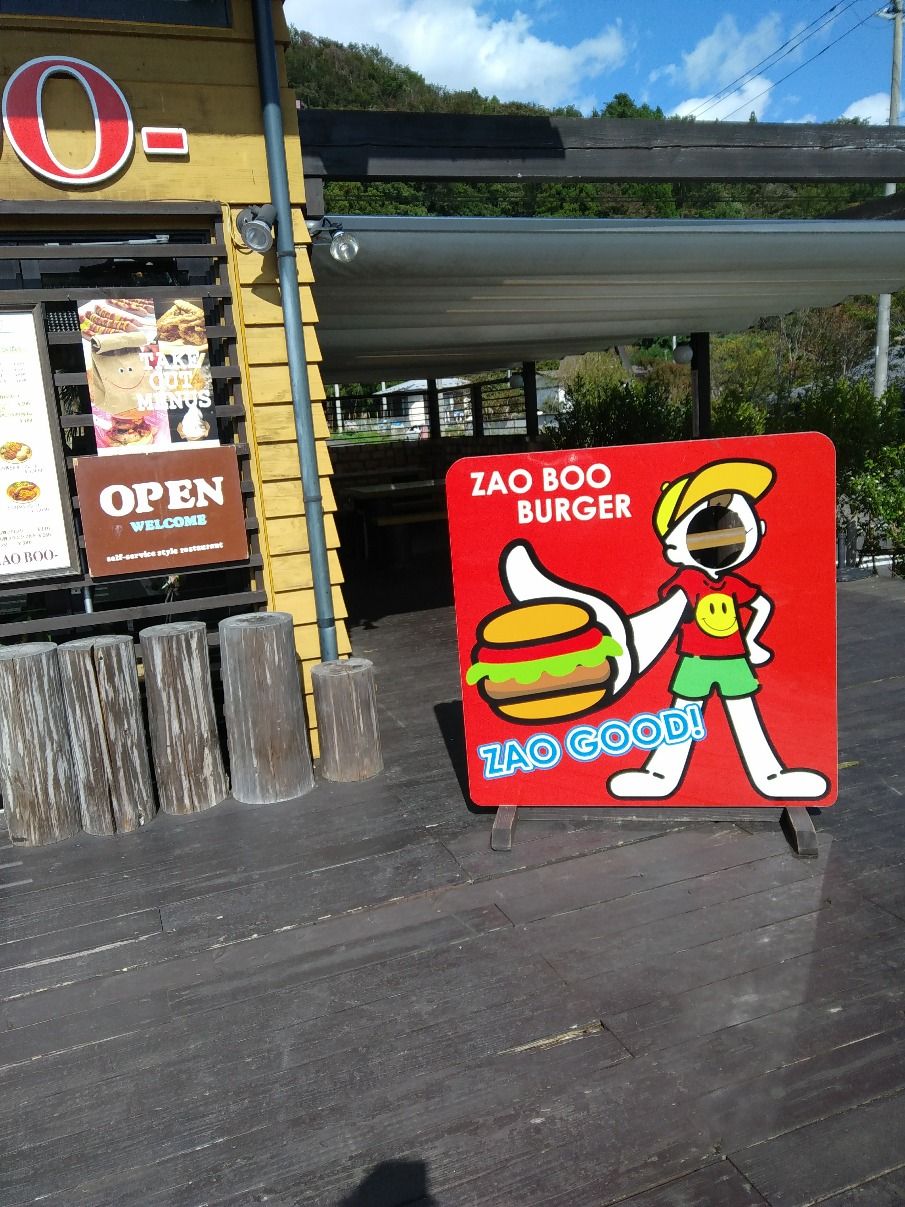 O-
TAKE
OUT
MENUS
OPEN
WELCOME
self-service style restaurant
ZAO BOO-
ZAO BOO
BURGER
ZAO GOOD!